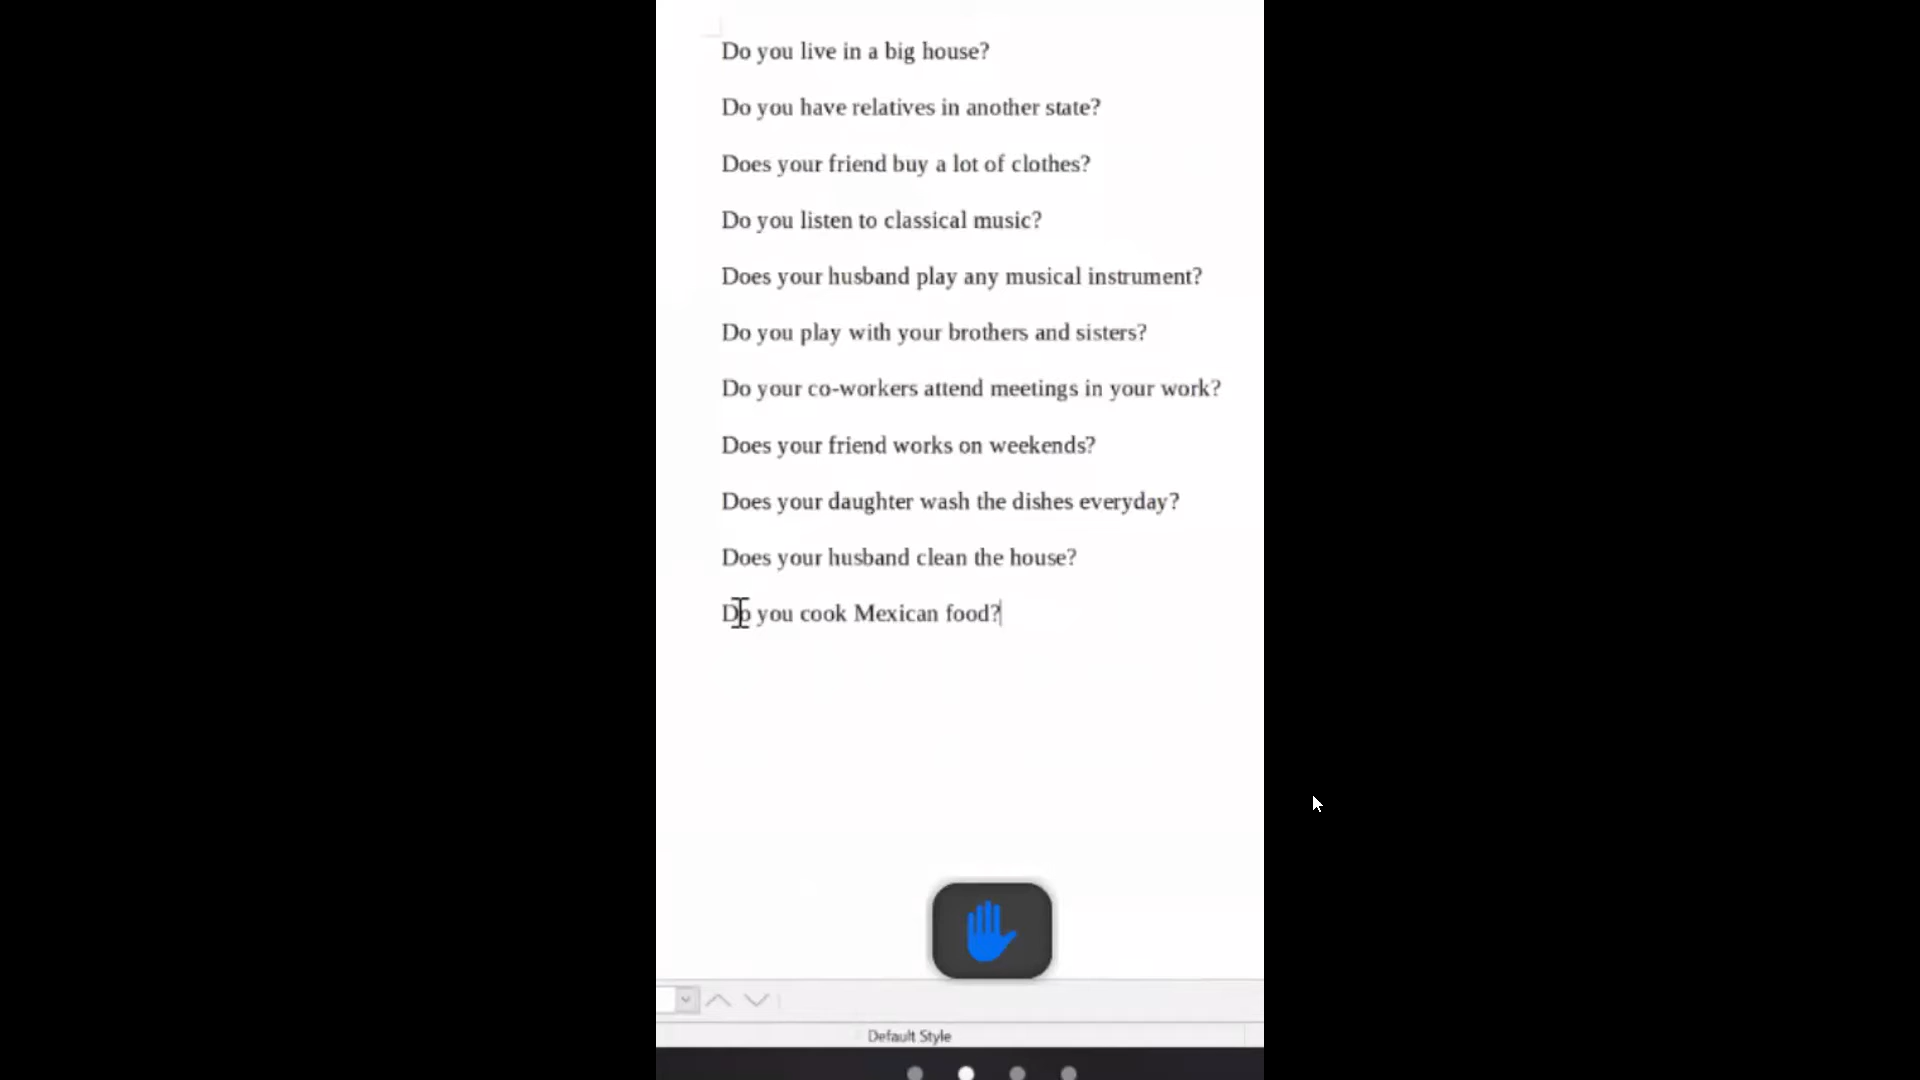 Do you live in a big house?
Do you have relatives in another state?
Does your friend buy a lot of clothes?
Do you listen to classical music?
Does your husband play any musical instrument?
Do you play with your brothers and sisters?
Do your co-workers attend meetings in your work?
Does your friend works on weekends?
Does your daughter wash the dishes everyday?
Does your husband clean the house?
Do you cook Mexican food?
Default Style